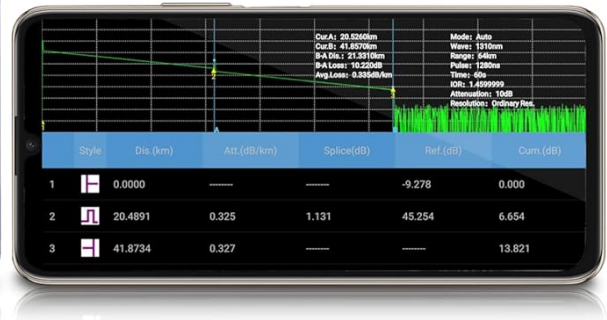 Cur.A: 20.5260km
Cur.B: 41.8570km
B-A Dis.: 21.3310km
B-A Loss: 10.220dB
Avg.Loss: 0.335dB/km
Mode: Auto
Wave: 1310nm
Range: 64km
Pulse: 1280ns
Time: 60s
IOR: 1.4599999
Attenuation: 10dB
Resolution: Ordinary Res.
Style Dis.(km) Att.(dB/km) Splice(dB) Ref.(dB) Cum.(dB)
1 0.0000 ------- ------- -9.278 0.000
2 20.4891 0.325 1.131 45.254 6.654
3 41.8734 0.327 ------- ------- 13.821